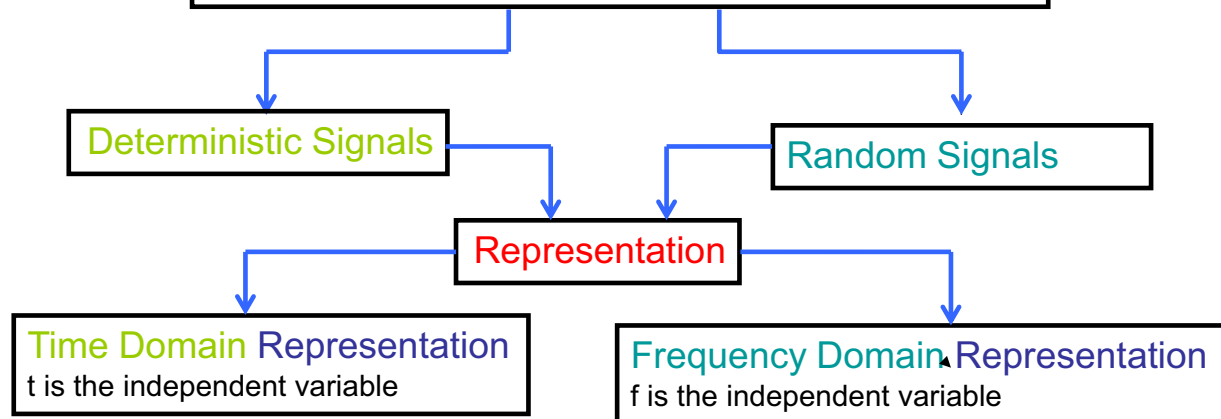 Deterministic Signals
Random Signals
Representation
Time Domain Representation
t is the independent variable
Frequency Domain Representation
f is the independent variable